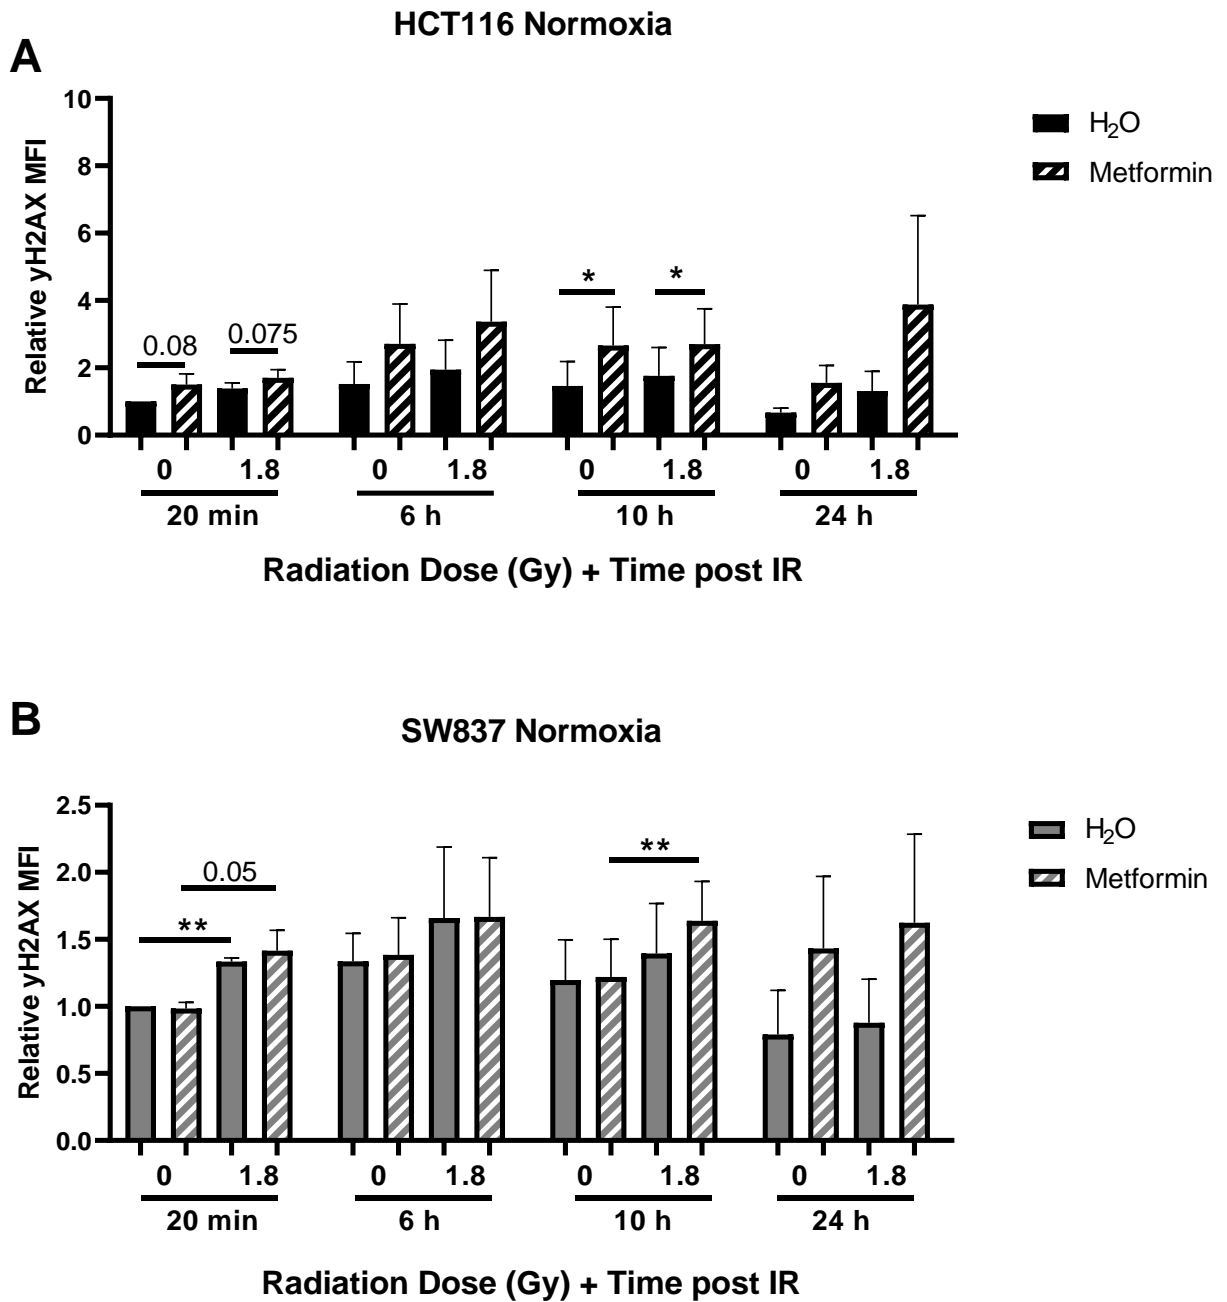 HCT116 Normoxia
A
Relative yH2AX MFI
10
8
6
4
2
0
0.08
0.075
*
*
H₂O
Metformin
0 1.8 0 1.8 0 1.8 0 1.8
20 min 6 h 10 h 24 h
Radiation Dose (Gy) + Time post IR
B
SW837 Normoxia
Relative yH2AX MFI
2.5
2.0
1.5
1.0
0.5
0.0
**
0.05
**
H₂O
Metformin
0 1.8 0 1.8 0 1.8 0 1.8
20 min 6 h 10 h 24 h
Radiation Dose (Gy) + Time post IR